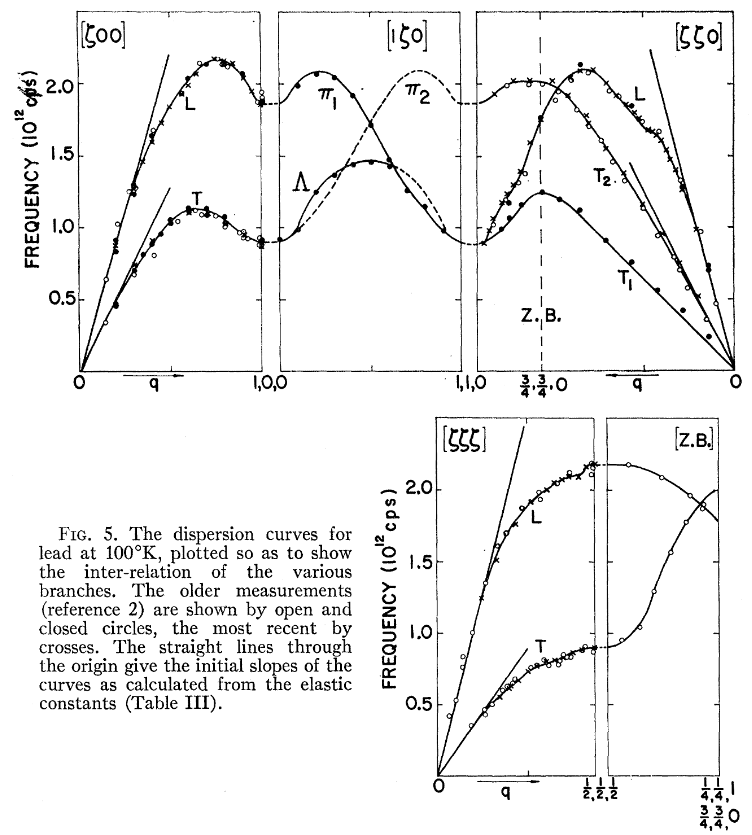 [ζ00]
[1ζ0]
[ζζ0]
FREQUENCY (10¹² cps)
2.0
1.5
1.0
0.5
L
T
π₁
π₂
Λ
L
T₂
T₁
Z.B.
0
q
1,0,0
1,1,0
¾,¾,0
q
0
[ζζζ]
[Z.B.]
FREQUENCY (10¹² cps)
2.0
1.5
1.0
0.5
L
T
0
q
½,½,½
¼,¼,1
¾,¾,0
FIG. 5. The dispersion curves for
lead at 100°K, plotted so as to show
the inter-relation of the various
branches. The older measurements
(reference 2) are shown by open and
closed circles, the most recent by
crosses. The straight lines through
the origin give the initial slopes of the
curves as calculated from the elastic
constants (Table III).